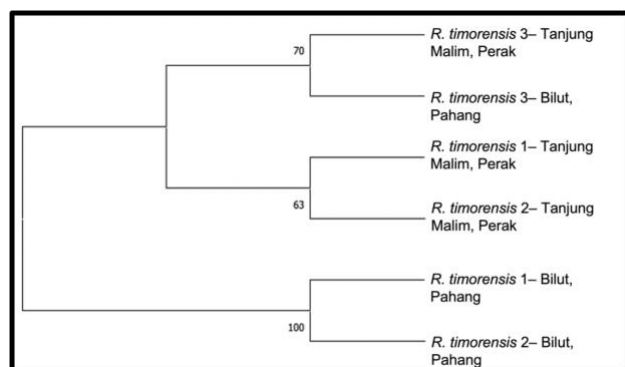 R. timorensis 3– Tanjung
Malim, Perak
70
R. timorensis 3– Bilut,
Pahang
R. timorensis 1– Tanjung
Malim, Perak
63
R. timorensis 2– Tanjung
Malim, Perak
R. timorensis 1– Bilut,
Pahang
100
R. timorensis 2– Bilut,
Pahang